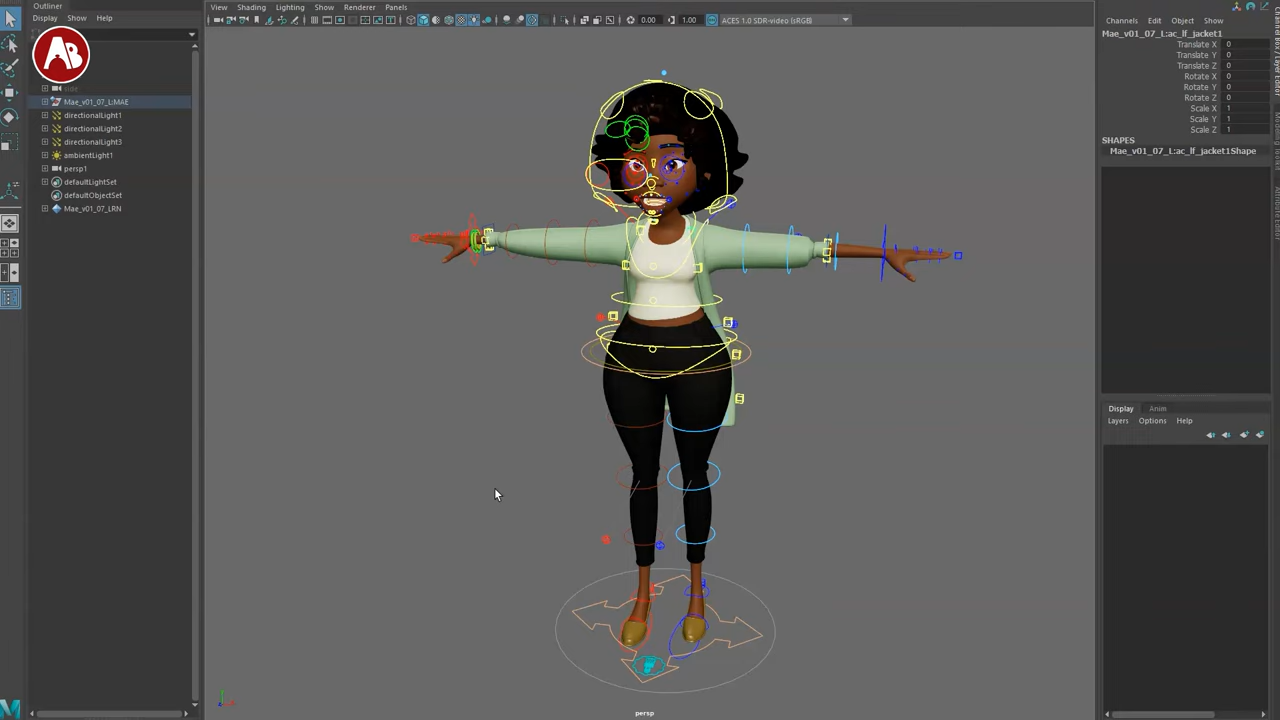 Outliner
Display Show Help
AB
side
Mae_v01_07_L:MAE
directionalLight1
directionalLight2
directionalLight3
ambientLight1
persp1
defaultLightSet
defaultObjectSet
Mae_v01_07_LRN
View Shading Lighting Show Renderer Panels
0.00 1.00 ACES 1.0 SDR-video (sRGB)
persp
Channels Edit Object Show
Mae_v01_07_L:ac_lf_jacket1
Translate X 0
Translate Y 0
Translate Z 0
Rotate X 0
Rotate Y 0
Rotate Z 0
Scale X 1
Scale Y 1
Scale Z 1
SHAPES
Mae_v01_07_L:ac_lf_jacket1Shape
Display Anim
Layers Options Help